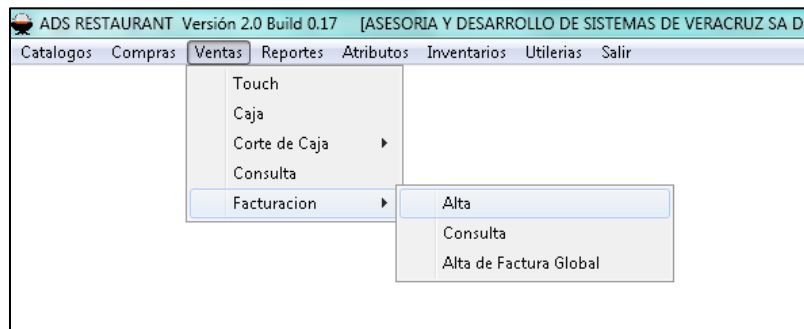 ADS RESTAURANT Versión 2.0 Build 0.17 [ASESORIA Y DESARROLLO DE SISTEMAS DE VERACRUZ SA D
Catalogos Compras Ventas Reportes Atributos Inventarios Utilerias Salir
Touch
Caja
Corte de Caja
Consulta
Facturacion
Alta
Consulta
Alta de Factura Global